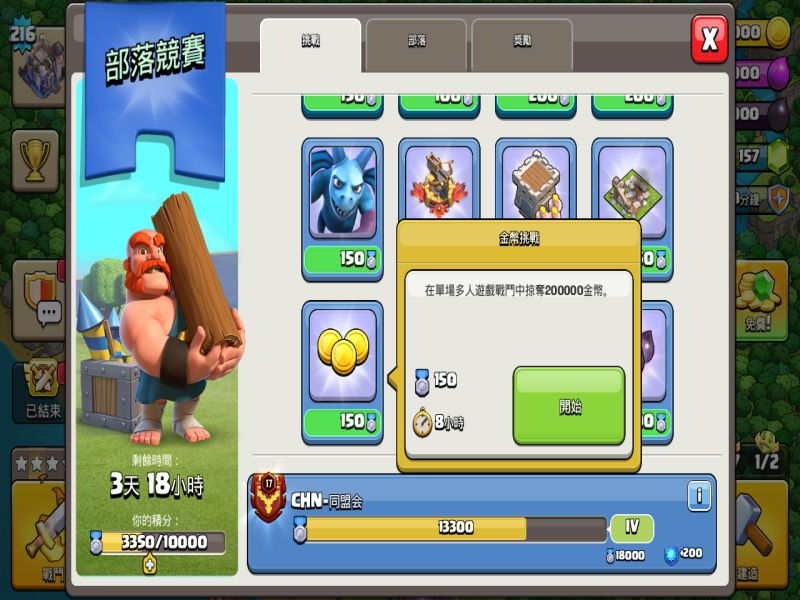 216
部落競賽
挑戰
部落
獎勵
X
150
150
金幣挑戰
在單場多人遊戲戰鬥中掠奪200000金幣。
150
8小時
開始
150
剩餘時間：
3天 18小時
你的積分：
3350/10000
17
CHN-同盟会
i
13300
IV
18000
+200
已結束
戰鬥
157
免費!
1/2
建造